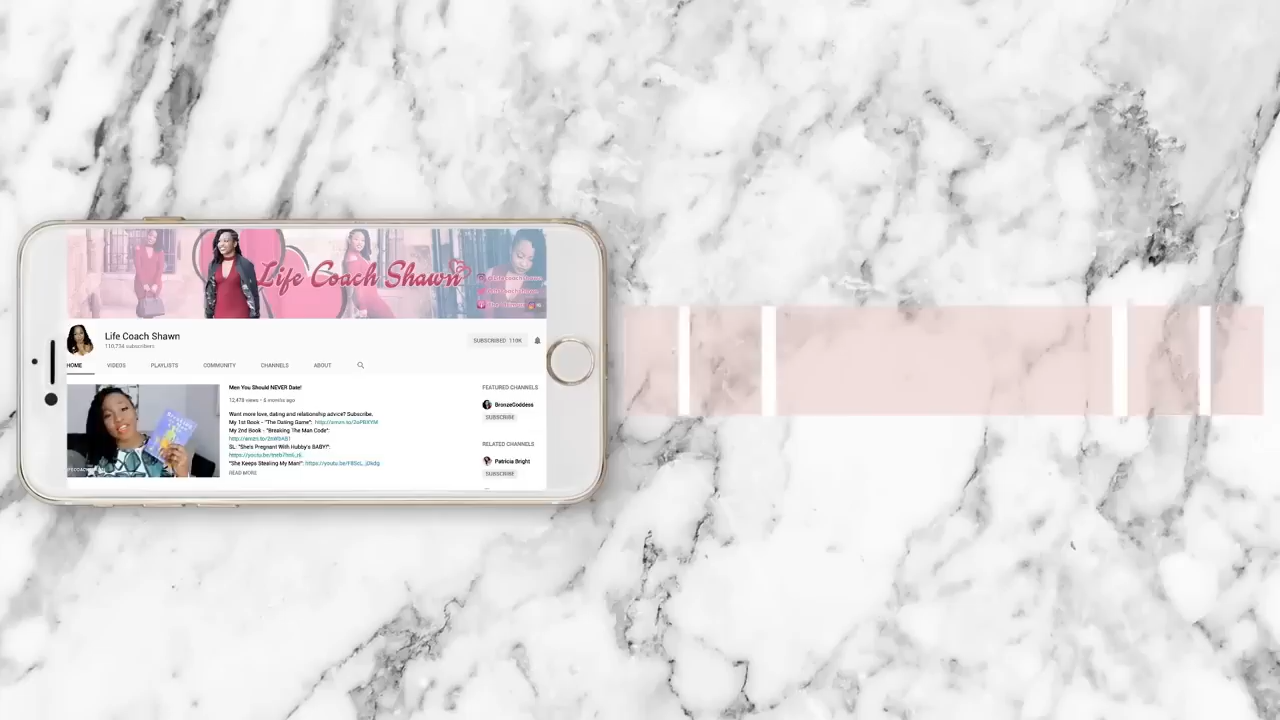 Life Coach Shawn
Life Coach Shawn
110,734 subscribers
SUBSCRIBED 110K
HOME VIDEOS PLAYLISTS COMMUNITY CHANNELS ABOUT
Men You Should NEVER Date!
12,478 views • 5 months ago
Want more love, dating and relationship advice? Subscribe.
My 1st Book - "The Dating Game":
My 2nd Book - "Breaking The Man Code":
SL: "She's Pregnant With Hubby's BABY!":
"She Keeps Stealing My Man!":
READ MORE
FEATURED CHANNELS
BronzeGoddess
SUBSCRIBE
RELATED CHANNELS
Patricia Bright
SUBSCRIBE